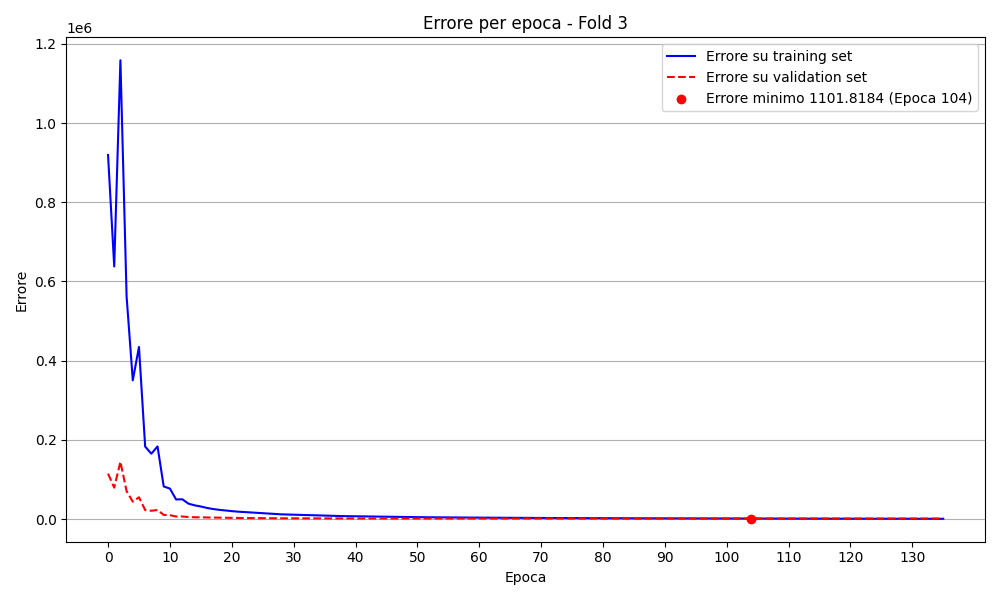 Errore per epoca - Fold 3
1e6
1.2
1.0
0.8
0.6
0.4
0.2
0.0
Errore
Errore su training set
Errore su validation set
Errore minimo 1101.8184 (Epoca 104)
0 10 20 30 40 50 60 70 80 90 100 110 120 130
Epoca